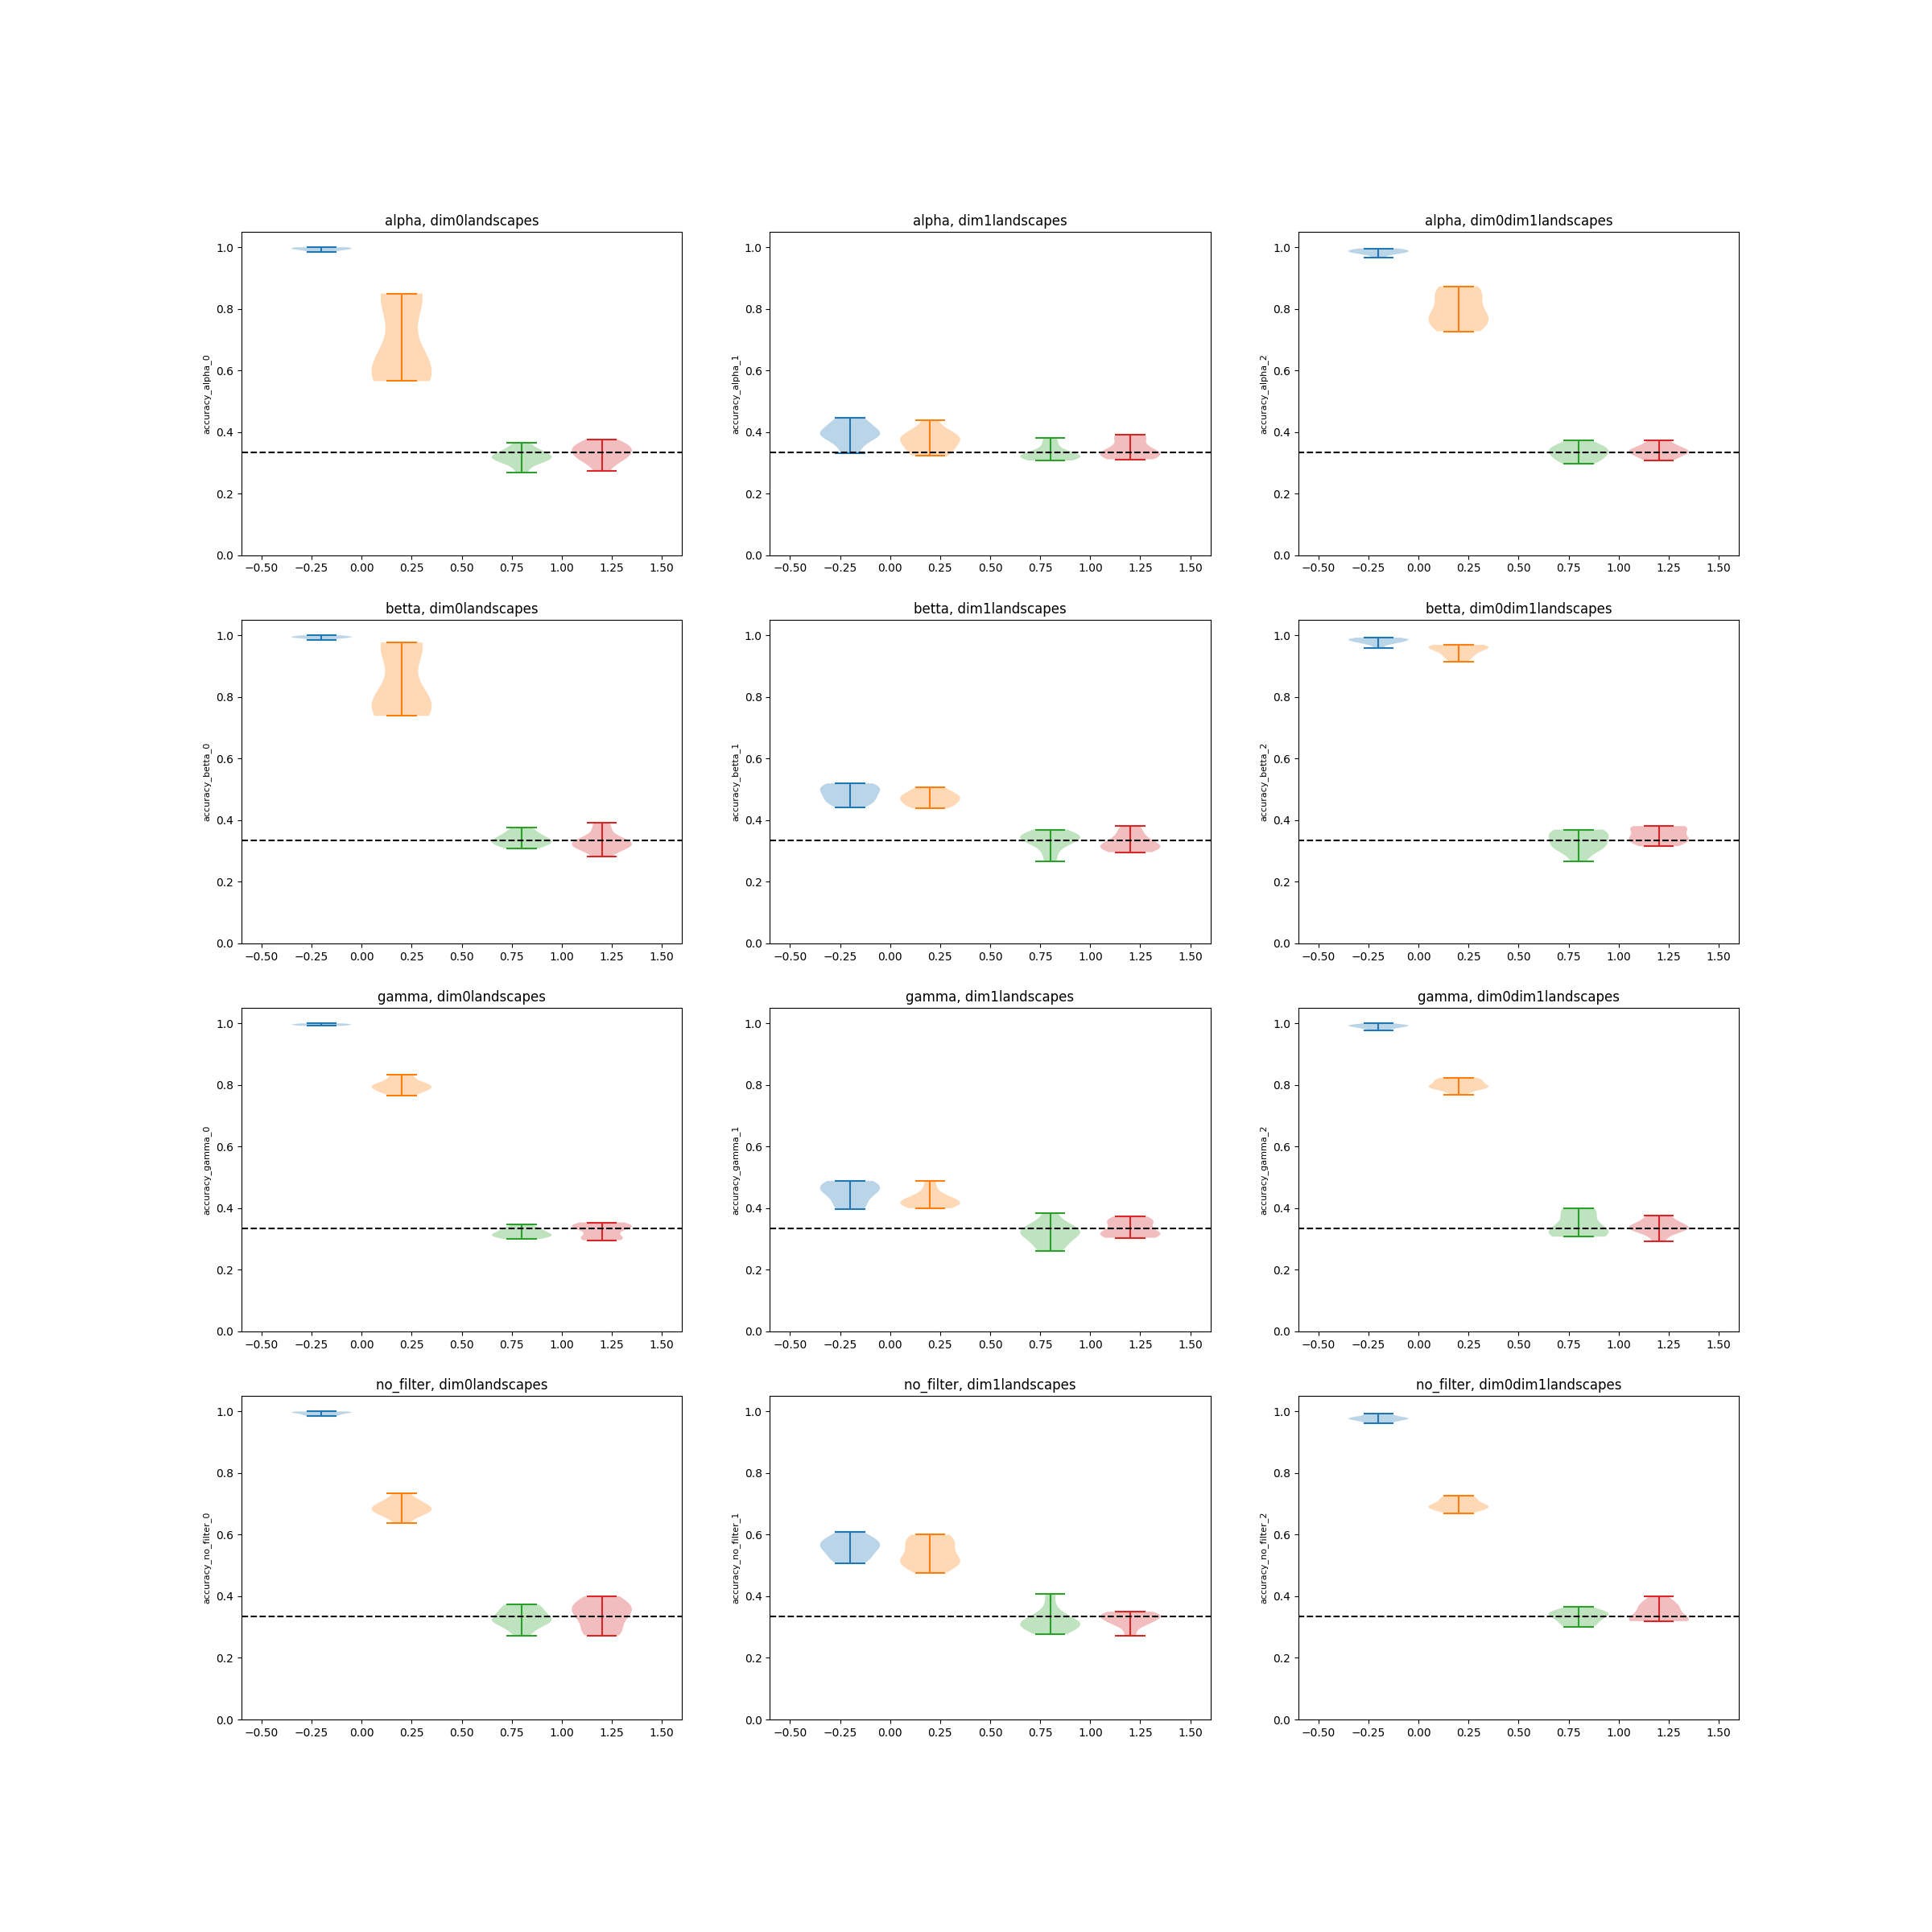 alpha, dim0landscapes
accuracy_alpha_0
1.0
0.8
0.6
0.4
0.2
0.0
−0.50 −0.25 0.00 0.25 0.50 0.75 1.00 1.25 1.50
alpha, dim1landscapes
accuracy_alpha_1
1.0
0.8
0.6
0.4
0.2
0.0
−0.50 −0.25 0.00 0.25 0.50 0.75 1.00 1.25 1.50
alpha, dim0dim1landscapes
accuracy_alpha_2
1.0
0.8
0.6
0.4
0.2
0.0
−0.50 −0.25 0.00 0.25 0.50 0.75 1.00 1.25 1.50
betta, dim0landscapes
accuracy_betta_0
1.0
0.8
0.6
0.4
0.2
0.0
−0.50 −0.25 0.00 0.25 0.50 0.75 1.00 1.25 1.50
betta, dim1landscapes
accuracy_betta_1
1.0
0.8
0.6
0.4
0.2
0.0
−0.50 −0.25 0.00 0.25 0.50 0.75 1.00 1.25 1.50
betta, dim0dim1landscapes
accuracy_betta_2
1.0
0.8
0.6
0.4
0.2
0.0
−0.50 −0.25 0.00 0.25 0.50 0.75 1.00 1.25 1.50
gamma, dim0landscapes
accuracy_gamma_0
1.0
0.8
0.6
0.4
0.2
0.0
−0.50 −0.25 0.00 0.25 0.50 0.75 1.00 1.25 1.50
gamma, dim1landscapes
accuracy_gamma_1
1.0
0.8
0.6
0.4
0.2
0.0
−0.50 −0.25 0.00 0.25 0.50 0.75 1.00 1.25 1.50
gamma, dim0dim1landscapes
accuracy_gamma_2
1.0
0.8
0.6
0.4
0.2
0.0
−0.50 −0.25 0.00 0.25 0.50 0.75 1.00 1.25 1.50
no_filter, dim0landscapes
accuracy_no_filter_0
1.0
0.8
0.6
0.4
0.2
0.0
−0.50 −0.25 0.00 0.25 0.50 0.75 1.00 1.25 1.50
no_filter, dim1landscapes
accuracy_no_filter_1
1.0
0.8
0.6
0.4
0.2
0.0
−0.50 −0.25 0.00 0.25 0.50 0.75 1.00 1.25 1.50
no_filter, dim0dim1landscapes
accuracy_no_filter_2
1.0
0.8
0.6
0.4
0.2
0.0
−0.50 −0.25 0.00 0.25 0.50 0.75 1.00 1.25 1.50